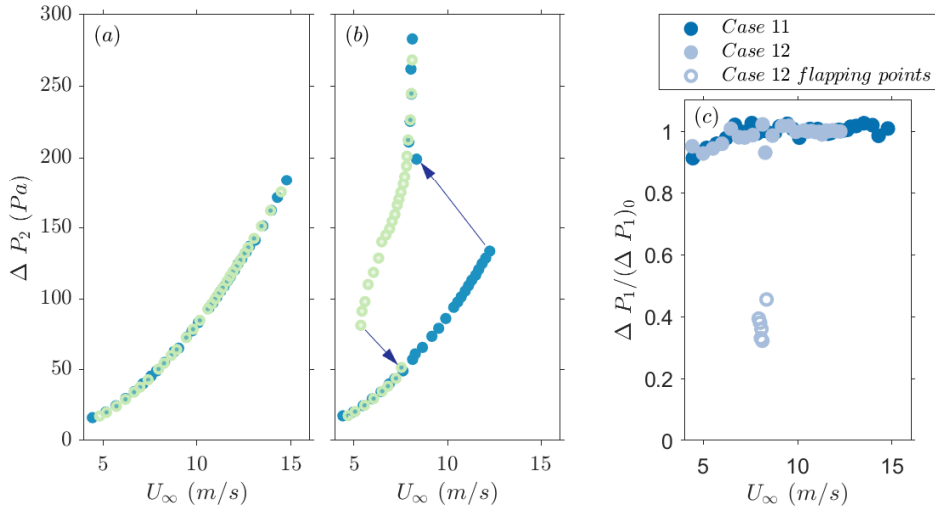 (a)
(b)
300
250
200
150
100
50
0
Δ P₂ (Pa)
5
10
15
U∞ (m/s)
5
10
15
U∞ (m/s)
Case 11
Case 12
Case 12 flapping points
(c)
1
0.8
0.6
0.4
0.2
0
Δ P₁/(Δ P₁)₀
5
10
15
U∞ (m/s)